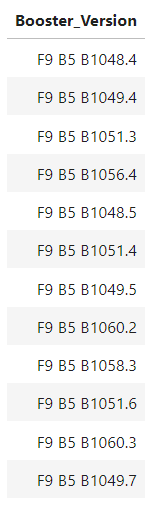 Booster_Version
F9 B5 B1048.4
F9 B5 B1049.4
F9 B5 B1051.3
F9 B5 B1056.4
F9 B5 B1048.5
F9 B5 B1051.4
F9 B5 B1049.5
F9 B5 B1060.2
F9 B5 B1058.3
F9 B5 B1051.6
F9 B5 B1060.3
F9 B5 B1049.7